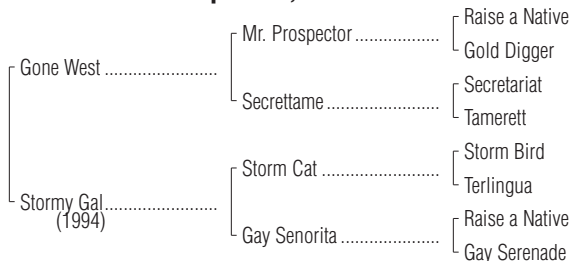 Raise a Native
Mr. Prospector ....................
Gold Digger
Gone West ...........................
Secretariat
Secrettame ...........................
Tamerett
Storm Bird
Storm Cat ............................
Terlingua
Stormy Gal...........................
(1994)
Raise a Native
Gay Senorita .......................
Gay Serenade